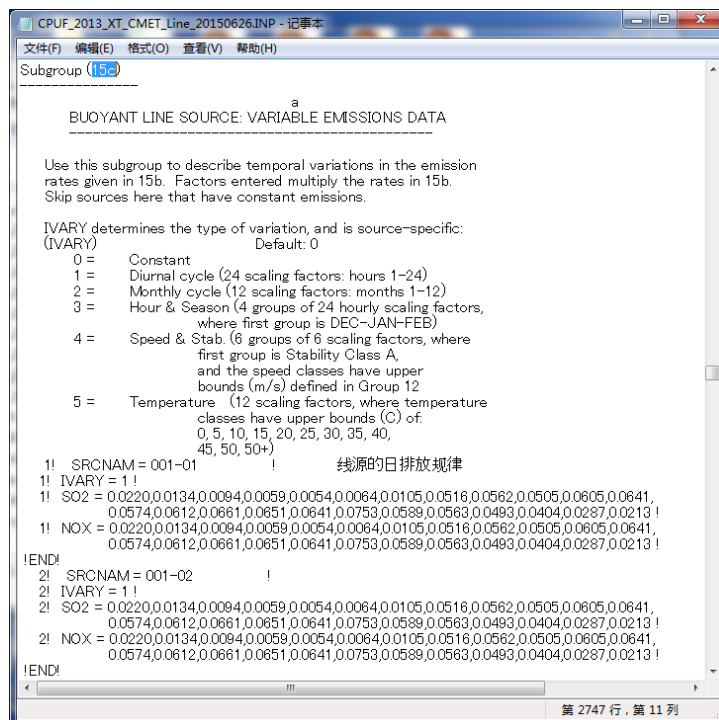 CPUF_2013_XT_CMET_Line_20150626.INP - 记事本
文件(F) 编辑(E) 格式(O) 查看(V) 帮助(H)
Subgroup (15c)
---------------
a
BUOYANT LINE SOURCE: VARIABLE EMISSIONS DATA
----------------------------------------------
Use this subgroup to describe temporal variations in the emission
rates given in 15b. Factors entered multiply the rates in 15b.
Skip sources here that have constant emissions.
IVARY determines the type of variation, and is source-specific:
(IVARY) Default: 0
0 = Constant
1 = Diurnal cycle (24 scaling factors: hours 1-24)
2 = Monthly cycle (12 scaling factors: months 1-12)
3 = Hour & Season (4 groups of 24 hourly scaling factors,
where first group is DEC-JAN-FEB)
4 = Speed & Stab. (6 groups of 6 scaling factors, where
first group is Stability Class A,
and the speed classes have upper
bounds (m/s) defined in Group 12
5 = Temperature (12 scaling factors, where temperature
classes have upper bounds (C) of:
0, 5, 10, 15, 20, 25, 30, 35, 40,
45, 50, 50+)
1! SRCNAM = 001-01 ! 线源的日排放规律
1! IVARY = 1 !
1! SO2 = 0.0220,0.0134,0.0094,0.0059,0.0054,0.0064,0.0105,0.0516,0.0562,0.0505,0.0605,0.0641,
0.0574,0.0612,0.0661,0.0651,0.0641,0.0753,0.0589,0.0563,0.0493,0.0404,0.0287,0.0213 !
1! NOX = 0.0220,0.0134,0.0094,0.0059,0.0054,0.0064,0.0105,0.0516,0.0562,0.0505,0.0605,0.0641,
0.0574,0.0612,0.0661,0.0651,0.0641,0.0753,0.0589,0.0563,0.0493,0.0404,0.0287,0.0213 !
!END!
2! SRCNAM = 001-02 !
2! IVARY = 1 !
2! SO2 = 0.0220,0.0134,0.0094,0.0059,0.0054,0.0064,0.0105,0.0516,0.0562,0.0505,0.0605,0.0641,
0.0574,0.0612,0.0661,0.0651,0.0641,0.0753,0.0589,0.0563,0.0493,0.0404,0.0287,0.0213 !
2! NOX = 0.0220,0.0134,0.0094,0.0059,0.0054,0.0064,0.0105,0.0516,0.0562,0.0505,0.0605,0.0641,
0.0574,0.0612,0.0661,0.0651,0.0641,0.0753,0.0589,0.0563,0.0493,0.0404,0.0287,0.0213 !
!END!
第 2747 行，第 11 列